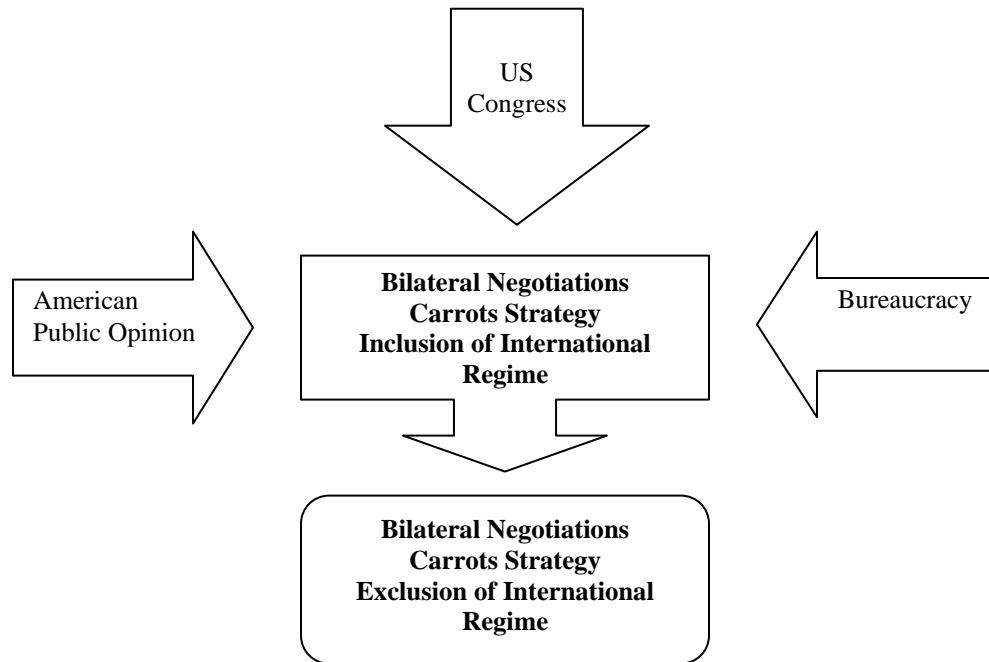 US
Congress
American
Public Opinion
Bilateral Negotiations
Carrots Strategy
Inclusion of International
Regime
Bureaucracy
Bilateral Negotiations
Carrots Strategy
Exclusion of International
Regime